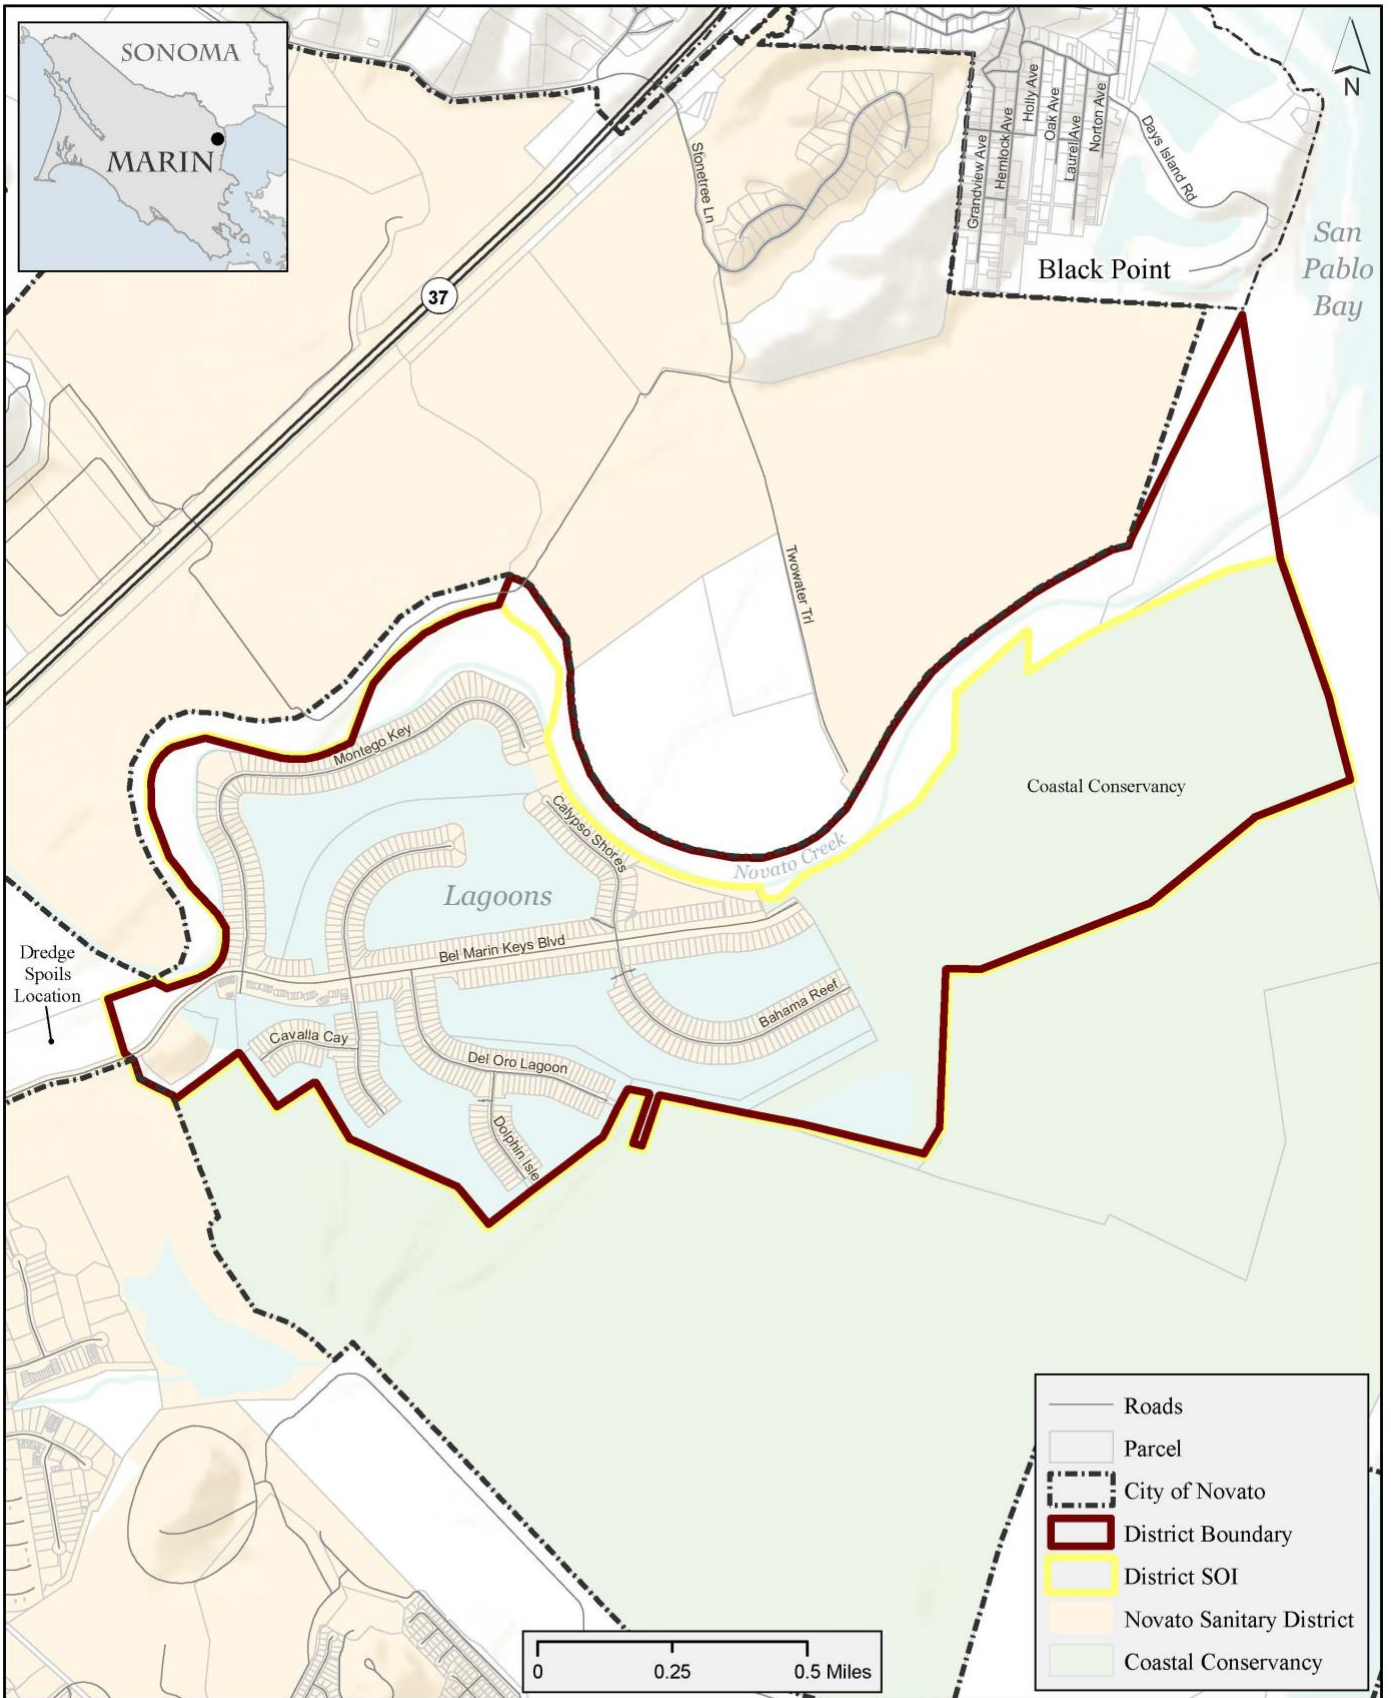 SONOMA
MARIN
N
37
Stonetree Ln
Grandview Ave
Hemlock Ave
Holly Ave
Oak Ave
Laurel Ave
Norton Ave
Days Island Rd
Black Point
San
Pablo
Bay
Twowater Trl
Montego Key
Calypso Shores
Coastal Conservancy
Novato Creek
Lagoons
Bel Marin Keys Blvd
Dredge
Spoils
Location
Bahama Reef
Cavalla Cay
Del Oro Lagoon
Dolphin Isle
Roads
Parcel
City of Novato
District Boundary
District SOI
Novato Sanitary District
Coastal Conservancy
0 0.25 0.5 Miles